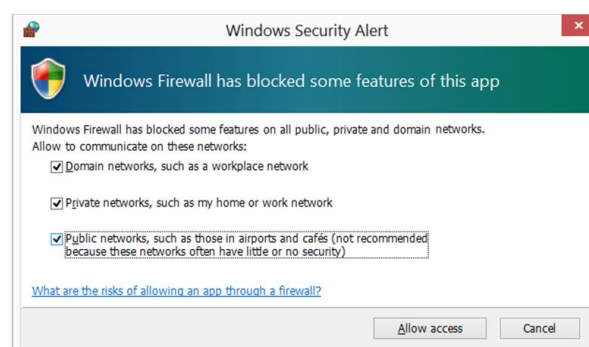 Windows Security Alert
Windows Firewall has blocked some features of this app
Windows Firewall has blocked some features on all public, private and domain networks.
Allow to communicate on these networks:
Domain networks, such as a workplace network
Private networks, such as my home or work network
Public networks, such as those in airports and cafés (not recommended
because these networks often have little or no security)
What are the risks of allowing an app through a firewall?
Allow access Cancel